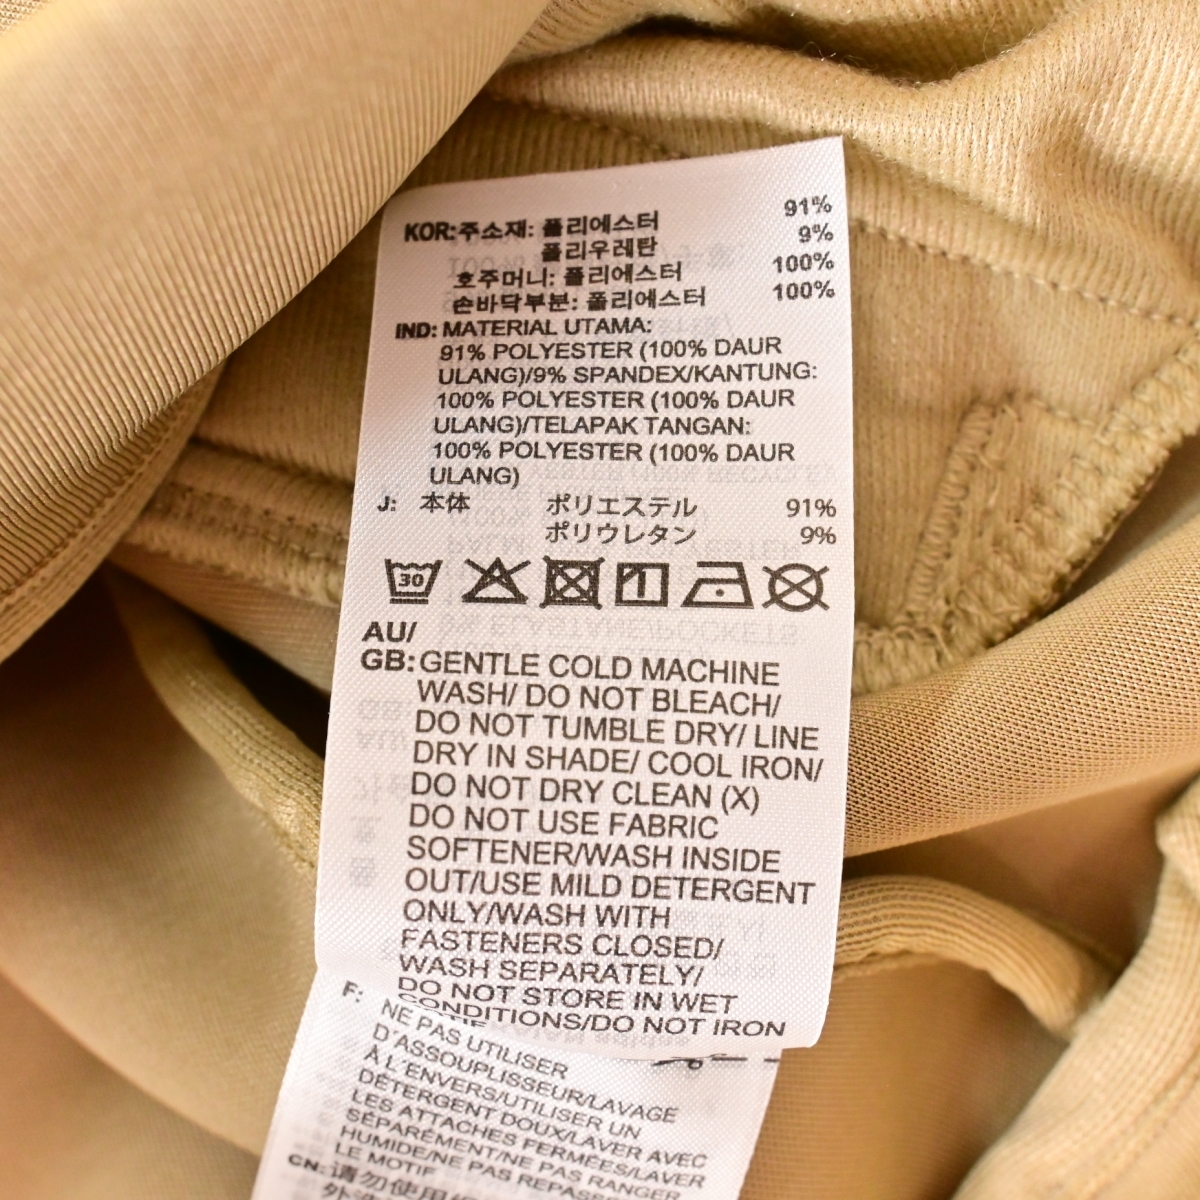 KOR:주소재: 폴리에스터 91%
폴리우레탄 9%
호주머니: 폴리에스터 100%
손바닥부분: 폴리에스터 100%
IND: MATERIAL UTAMA:
91% POLYESTER (100% DAUR
ULANG)/9% SPANDEX/KANTUNG:
100% POLYESTER (100% DAUR
ULANG)/TELAPAK TANGAN:
100% POLYESTER (100% DAUR
ULANG)
J: 本体 ポリエステル 91%
ポリウレタン 9%
30
AU/
GB: GENTLE COLD MACHINE
WASH/ DO NOT BLEACH/
DO NOT TUMBLE DRY/ LINE
DRY IN SHADE/ COOL IRON/
DO NOT DRY CLEAN (X)
DO NOT USE FABRIC
SOFTENER/WASH INSIDE
OUT/USE MILD DETERGENT
ONLY/WASH WITH
FASTENERS CLOSED/
WASH SEPARATELY/
DO NOT STORE IN WET
CONDITIONS/DO NOT IRON
F: NE PAS UTILISER
D'ASSOUPLISSEUR/LAVAGE
À L'ENVERS/UTILISER UN
DÉTERGENT DOUX/LAVER AVEC
LES ATTACHES FERMÉES/LAVER
SÉPARÉMENT/NE PAS RANGER
HUMIDE/NE PAS REPASSER
LE MOTIF
CN: 请勿使用